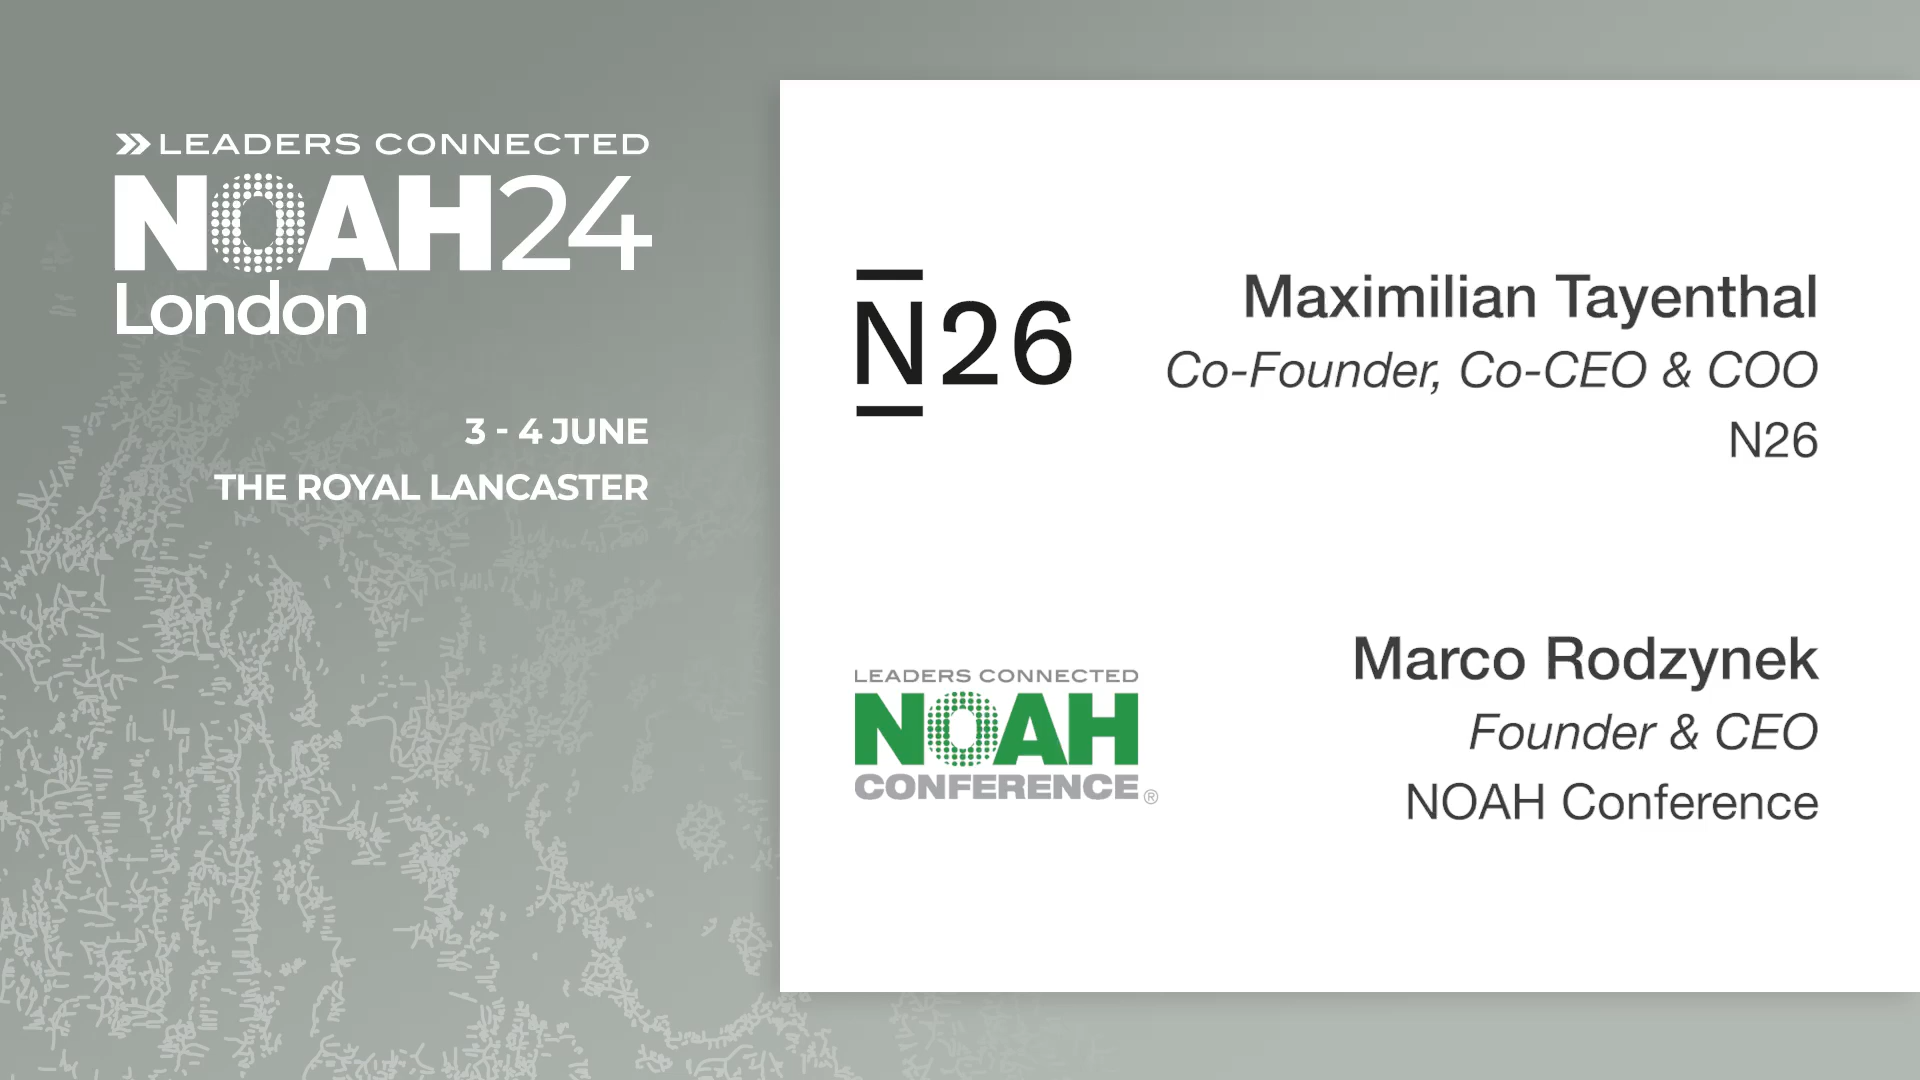 LEADERS CONNECTED
NOAH24
London
3 - 4 JUNE
THE ROYAL LANCASTER
N26
Maximilian Tayenthal
Co-Founder, Co-CEO & COO
N26
LEADERS CONNECTED
NOAH
CONFERENCE®
Marco Rodzynek
Founder & CEO
NOAH Conference